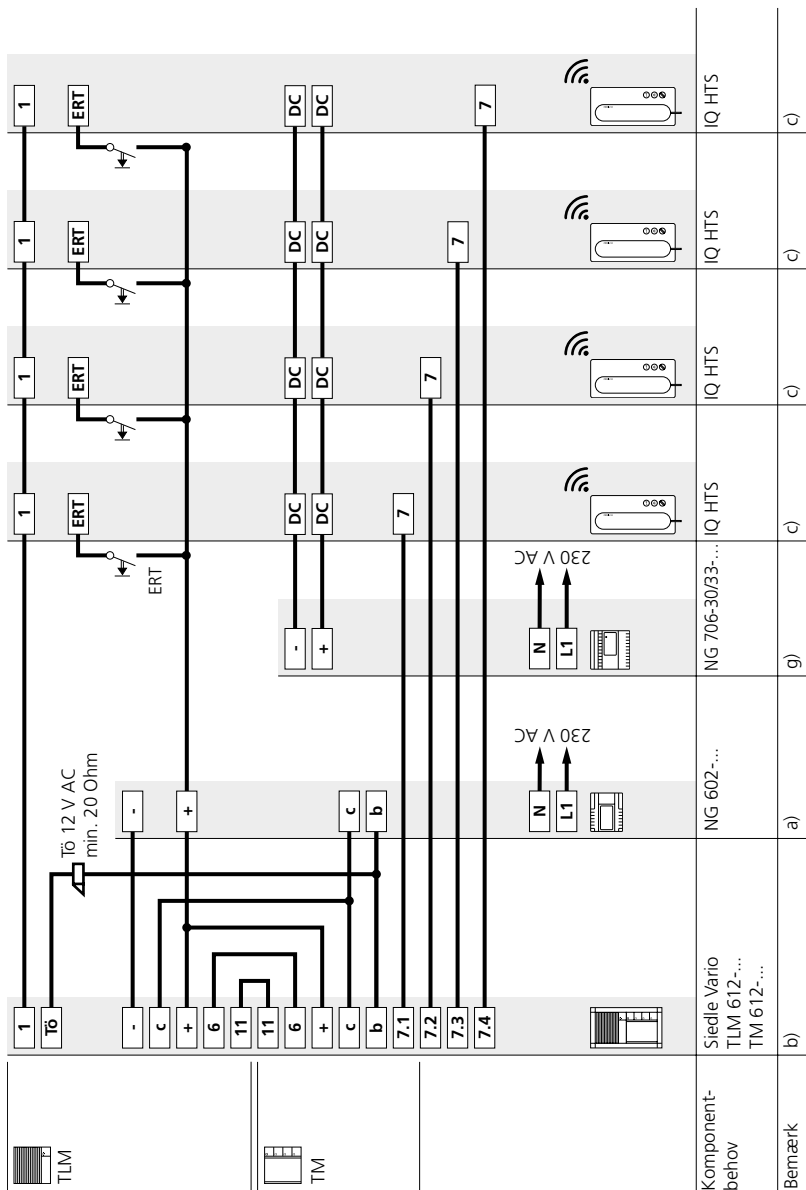 TLM
TM
Komponent-
behov
Bemærk
1
Tö
-
c
+
6
11
11
6
+
c
b
7.1
7.2
7.3
7.4
Siedle Vario
TLM 612-...
TM 612-...
b)
Tö 12 V AC
min. 20 Ohm
-
+
c
b
N
L1
230 V AC
NG 602-...
a)
-
+
N
L1
230 V AC
NG 706-30/33-...
g)
ERT
1
ERT
DC
DC
7
IQ HTS
c)
1
ERT
DC
DC
7
IQ HTS
c)
1
ERT
DC
DC
7
IQ HTS
c)
1
ERT
DC
DC
7
IQ HTS
c)